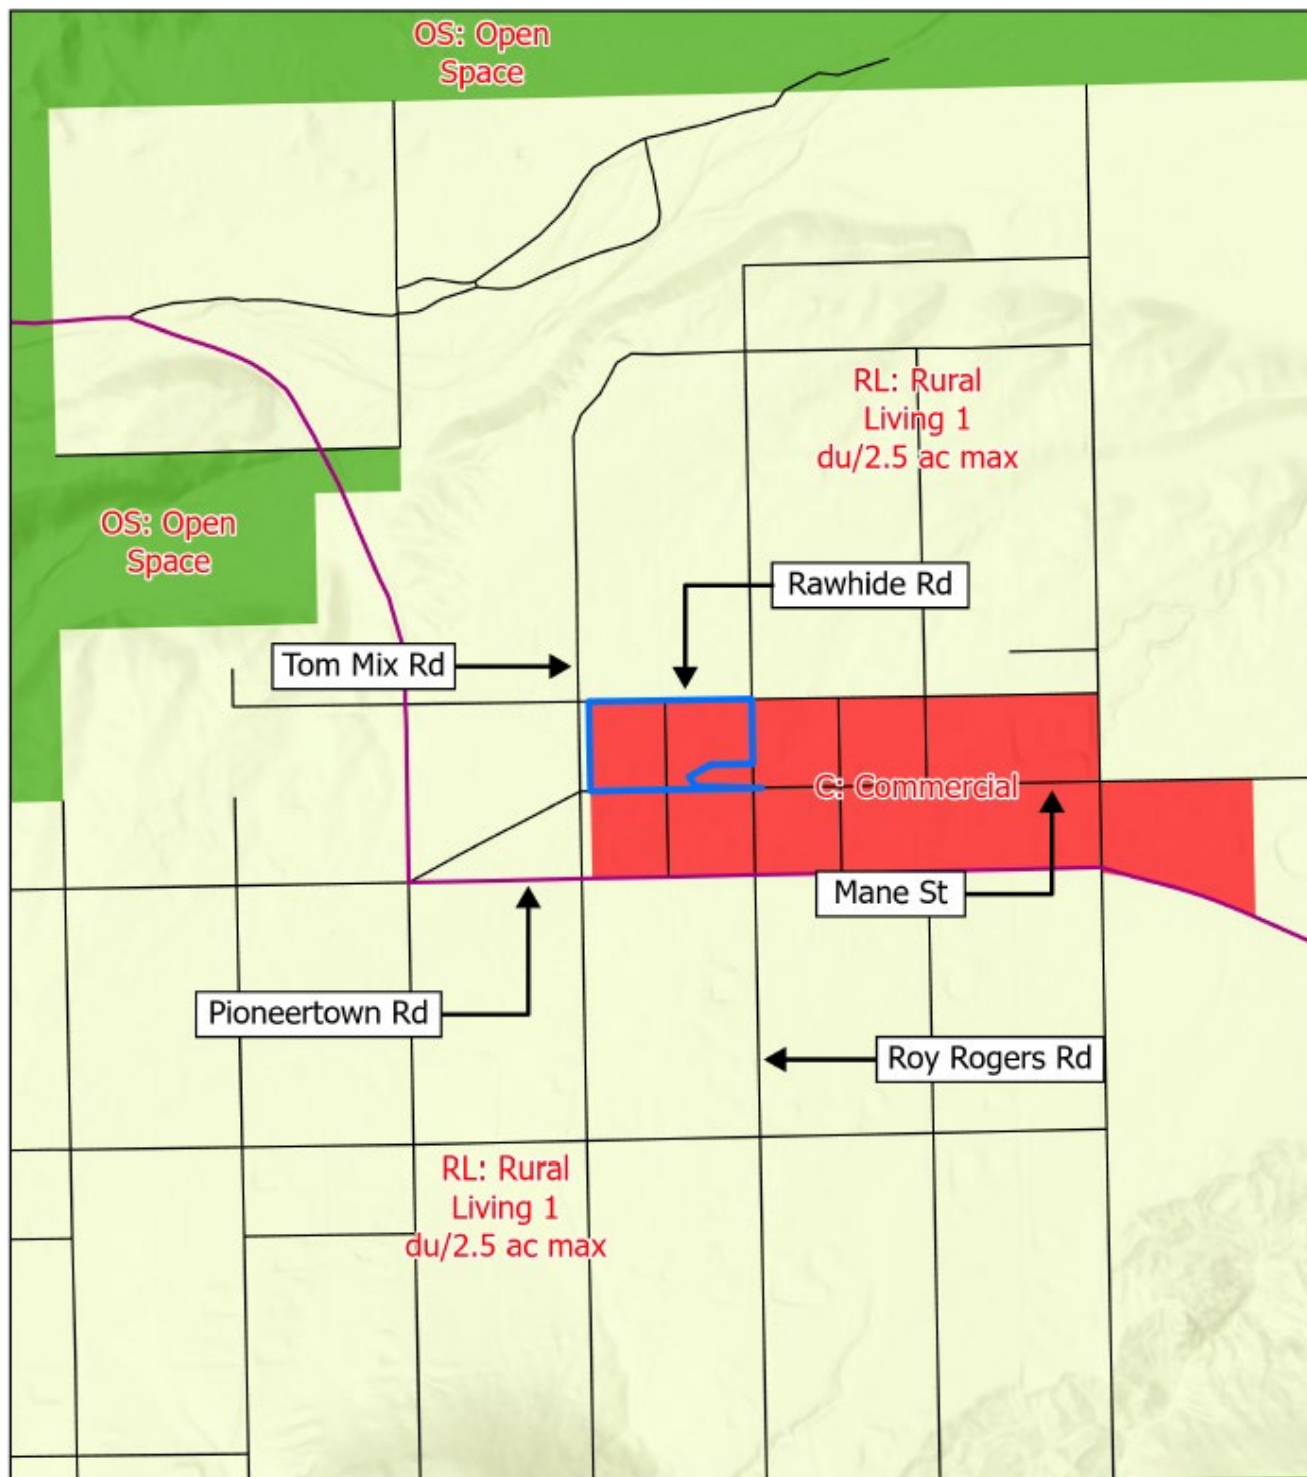 OS: Open
Space
RL: Rural
Living 1
du/2.5 ac max
OS: Open
Space
Rawhide Rd
Tom Mix Rd
C: Commercial
Mane St
Pioneertown Rd
Roy Rogers Rd
RL: Rural
Living 1
du/2.5 ac max